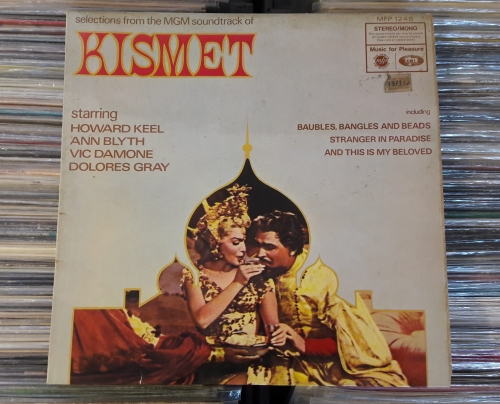 selections from the MGM soundtrack of
KISMET
MFP 1248
STEREO/MONO
Music for Pleasure
EMI
starring
HOWARD KEEL
ANN BLYTH
VIC DAMONE
DOLORES GRAY
including
BAUBLES, BANGLES AND BEADS
STRANGER IN PARADISE
AND THIS IS MY BELOVED